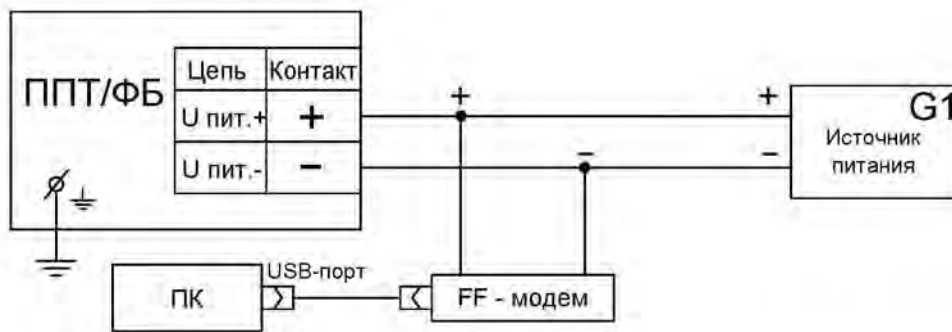 ППТ/ФБ
Цепь Контакт
U пит.+ +
U пит.- −
+ +
− −
G1
Источник
питания
USB-порт
ПК
FF - модем